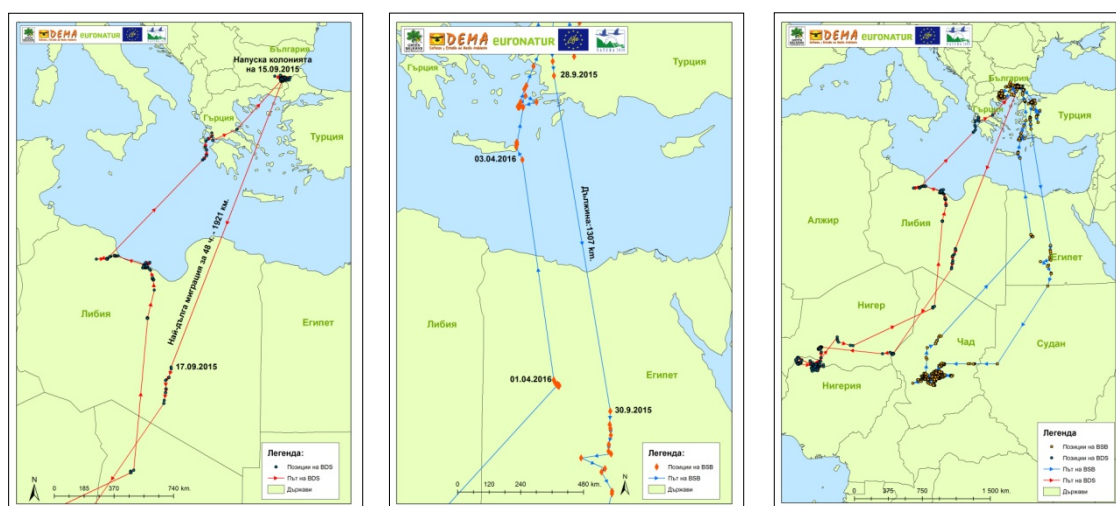 DEMA
euronatur
България
Напуска колонията
на 15.09.2015
Гърция
Турция
Най-дълга миграция за 48 ч. - 1921 км.
Либия
Египет
17.09.2015
Легенда:
Позиции на BDS
Път на BDS
Държави
N
0 185 370 740 km.
DEMA
euronatur
Гърция
28.9.2015
Турция
03.04.2016
Дължина:1307 km.
Либия
Египет
01.04.2016
30.9.2015
Легенда:
Позиции на BSB
Път на BSB
Държави
0 120 240 480 km.
N
DEMA
euronatur
България
Гърция
Турция
Алжир
Либия
Египет
Нигер
Чад
Судан
Нигерия
Легенда
Позиции на BSB
Позиции на BDS
Път на BSB
Път на BDS
Държави
N
0 375 750 1 500 km.